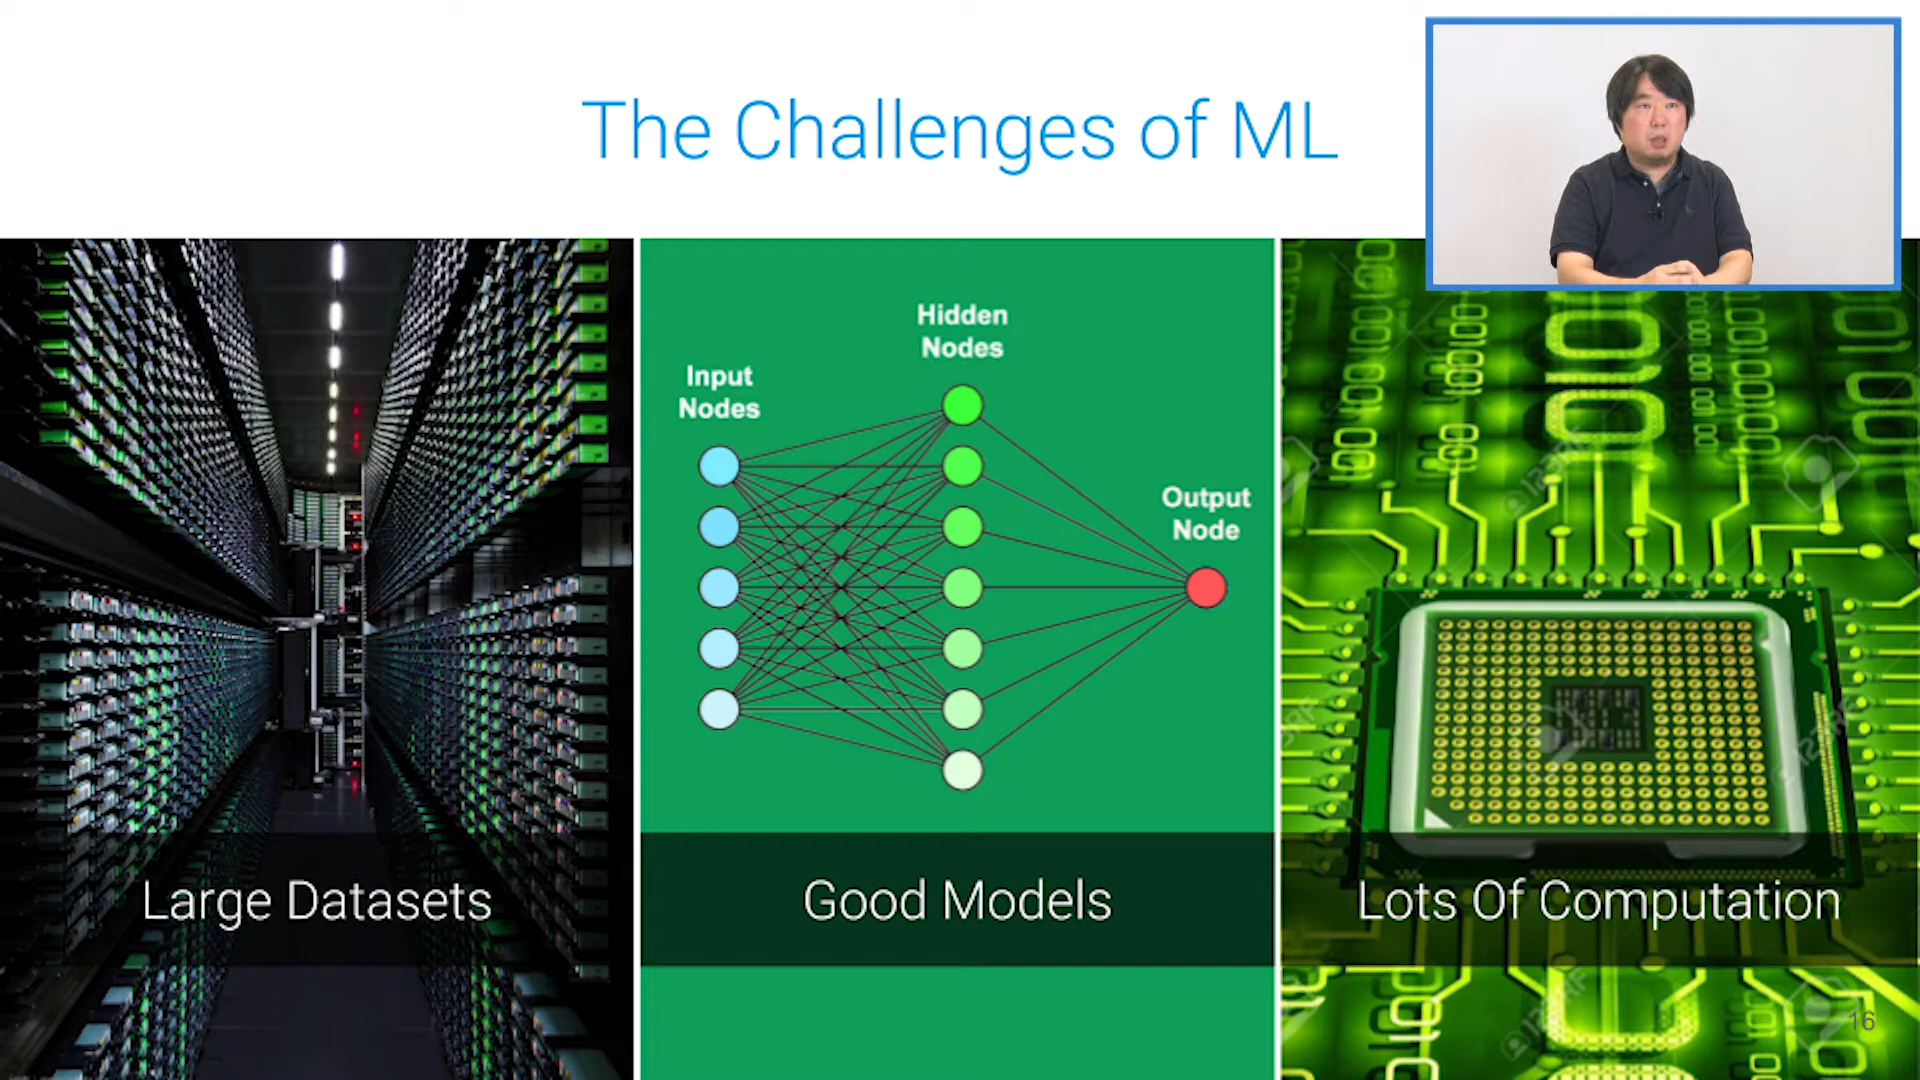 The Challenges of ML
Hidden
Nodes
Input
Nodes
Output
Node
Large Datasets
Good Models
Lots Of Computation
16